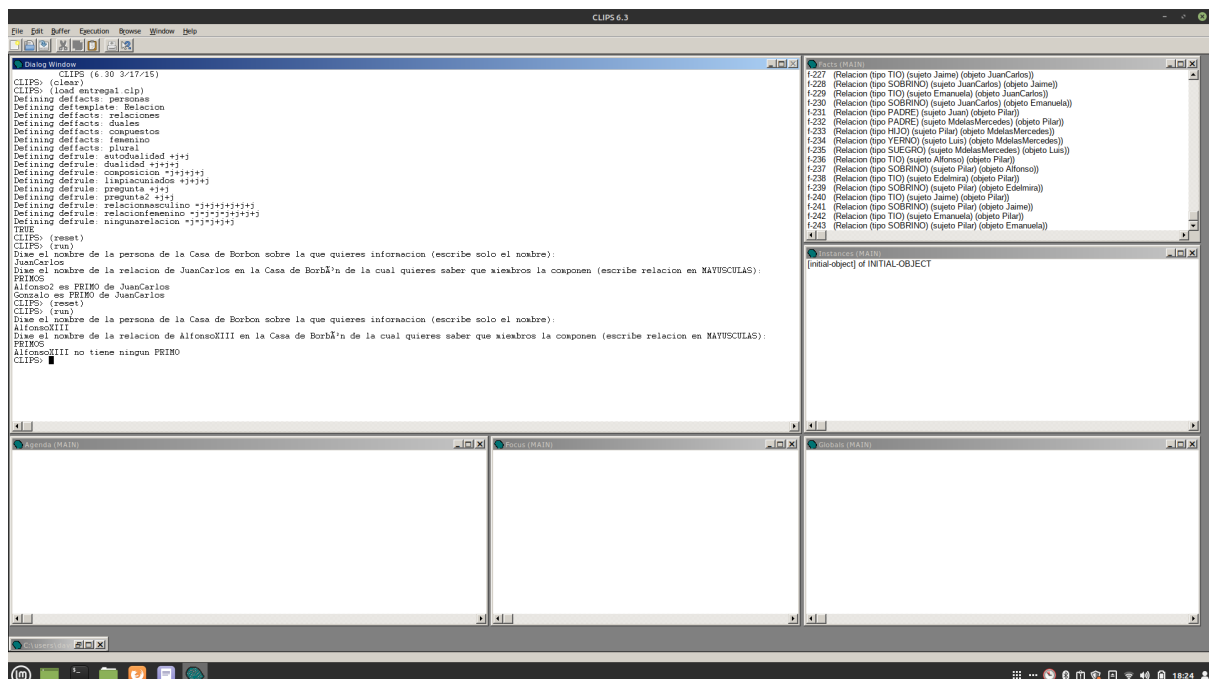 CLIPS 6.3
File Edit Buffer Execution Browse Window Help
Dialog Window
CLIPS (6.30 3/17/15)
CLIPS> (clear)
CLIPS> (load entrega1.clp)
Defining deffacts: personas
Defining deftemplate: Relacion
Defining deffacts: relaciones
Defining deffacts: duales
Defining deffacts: compuestos
Defining deffacts: femenino
Defining deffacts: plural
Defining defrule: autodualidad +j+j
Defining defrule: dualidad +j+j+j
Defining defrule: composicion =j+j+j+j
Defining defrule: limpiacuniados +j+j+j
Defining defrule: pregunta +j+j
Defining defrule: pregunta2 +j+j
Defining defrule: relacionmasculino =j+j+j+j+j+j
Defining defrule: relacionfemenino =j=j=j+j+j+j
Defining defrule: ningunarelacion =j=j=j+j+j
TRUE
CLIPS> (reset)
CLIPS> (run)
Dime el nombre de la persona de la Casa de Borbon sobre la que quieres informacion (escribe solo el nombre):
JuanCarlos
Dime el nombre de la relacion de JuanCarlos en la Casa de BorbÃ³n de la cual quieres saber que miembros la componen (escribe relacion en MAYUSCULAS):
PRIMOS
Alfonso2 es PRIMO de JuanCarlos
Gonzalo es PRIMO de JuanCarlos
CLIPS> (reset)
CLIPS> (run)
Dime el nombre de la persona de la Casa de Borbon sobre la que quieres informacion (escribe solo el nombre):
AlfonsoXIII
Dime el nombre de la relacion de AlfonsoXIII en la Casa de BorbÃ³n de la cual quieres saber que miembros la componen (escribe relacion en MAYUSCULAS):
PRIMOS
AlfonsoXIII no tiene ningun PRIMO
CLIPS>
Facts (MAIN)
f-227 (Relacion (tipo TIO) (sujeto Jaime) (objeto JuanCarlos))
f-228 (Relacion (tipo SOBRINO) (sujeto JuanCarlos) (objeto Jaime))
f-229 (Relacion (tipo TIO) (sujeto Emanuela) (objeto JuanCarlos))
f-230 (Relacion (tipo SOBRINO) (sujeto JuanCarlos) (objeto Emanuela))
f-231 (Relacion (tipo PADRE) (sujeto Juan) (objeto Pilar))
f-232 (Relacion (tipo PADRE) (sujeto MdelasMercedes) (objeto Pilar))
f-233 (Relacion (tipo HIJO) (sujeto Pilar) (objeto MdelasMercedes))
f-234 (Relacion (tipo YERNO) (sujeto Luis) (objeto MdelasMercedes))
f-235 (Relacion (tipo SUEGRO) (sujeto MdelasMercedes) (objeto Luis))
f-236 (Relacion (tipo TIO) (sujeto Alfonso) (objeto Pilar))
f-237 (Relacion (tipo SOBRINO) (sujeto Pilar) (objeto Alfonso))
f-238 (Relacion (tipo TIO) (sujeto Edelmira) (objeto Pilar))
f-239 (Relacion (tipo SOBRINO) (sujeto Pilar) (objeto Edelmira))
f-240 (Relacion (tipo TIO) (sujeto Jaime) (objeto Pilar))
f-241 (Relacion (tipo SOBRINO) (sujeto Pilar) (objeto Jaime))
f-242 (Relacion (tipo TIO) (sujeto Emanuela) (objeto Pilar))
f-243 (Relacion (tipo SOBRINO) (sujeto Pilar) (objeto Emanuela))
Instances (MAIN)
[initial-object] of INITIAL-OBJECT
Agenda (MAIN)
Focus (MAIN)
Globals (MAIN)
18:24